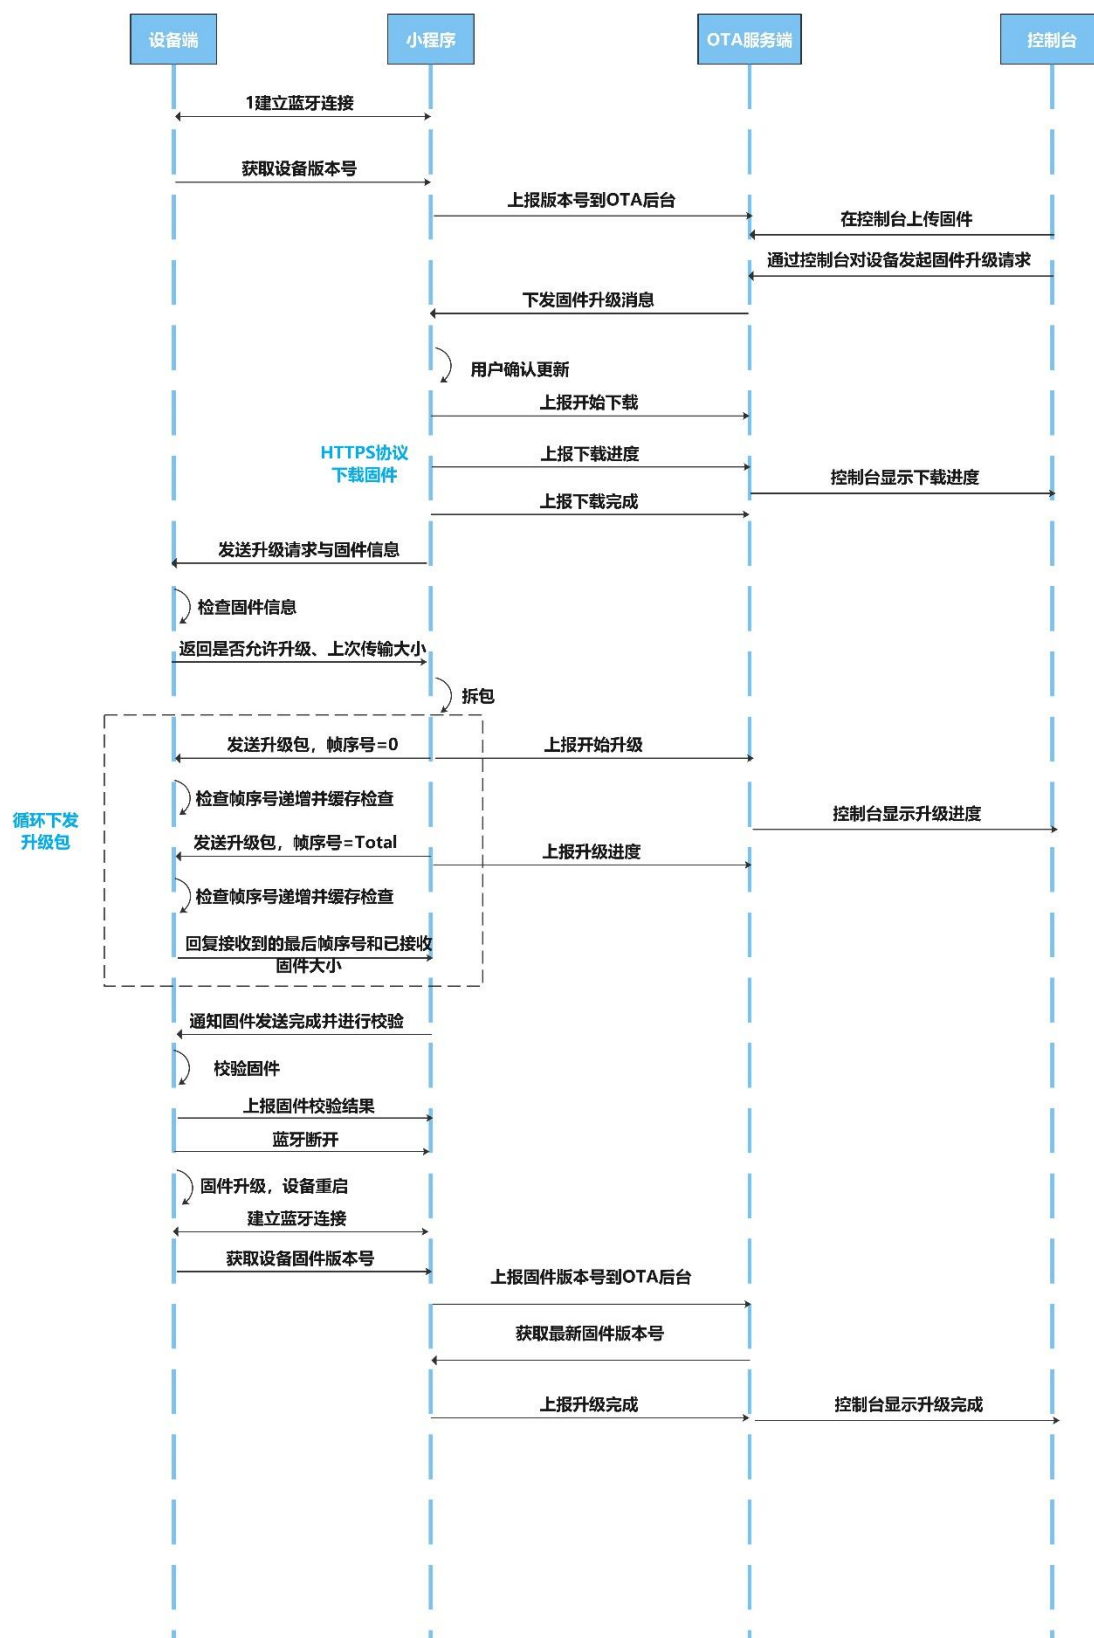 设备端
小程序
OTA服务端
控制台
1建立蓝牙连接
获取设备版本号
上报版本号到OTA后台
在控制台上传固件
通过控制台对设备发起固件升级请求
下发固件升级消息
用户确认更新
上报开始下载
HTTPS协议
下载固件
上报下载进度
控制台显示下载进度
上报下载完成
发送升级请求与固件信息
检查固件信息
返回是否允许升级、上次传输大小
拆包
发送升级包，帧序号=0
上报开始升级
检查帧序号递增并缓存检查
控制台显示升级进度
循环下发
升级包
发送升级包，帧序号=Total
上报升级进度
检查帧序号递增并缓存检查
回复接收到的最后帧序号和已接收
固件大小
通知固件发送完成并进行校验
校验固件
上报固件校验结果
蓝牙断开
固件升级，设备重启
建立蓝牙连接
获取设备固件版本号
上报固件版本号到OTA后台
获取最新固件版本号
上报升级完成
控制台显示升级完成